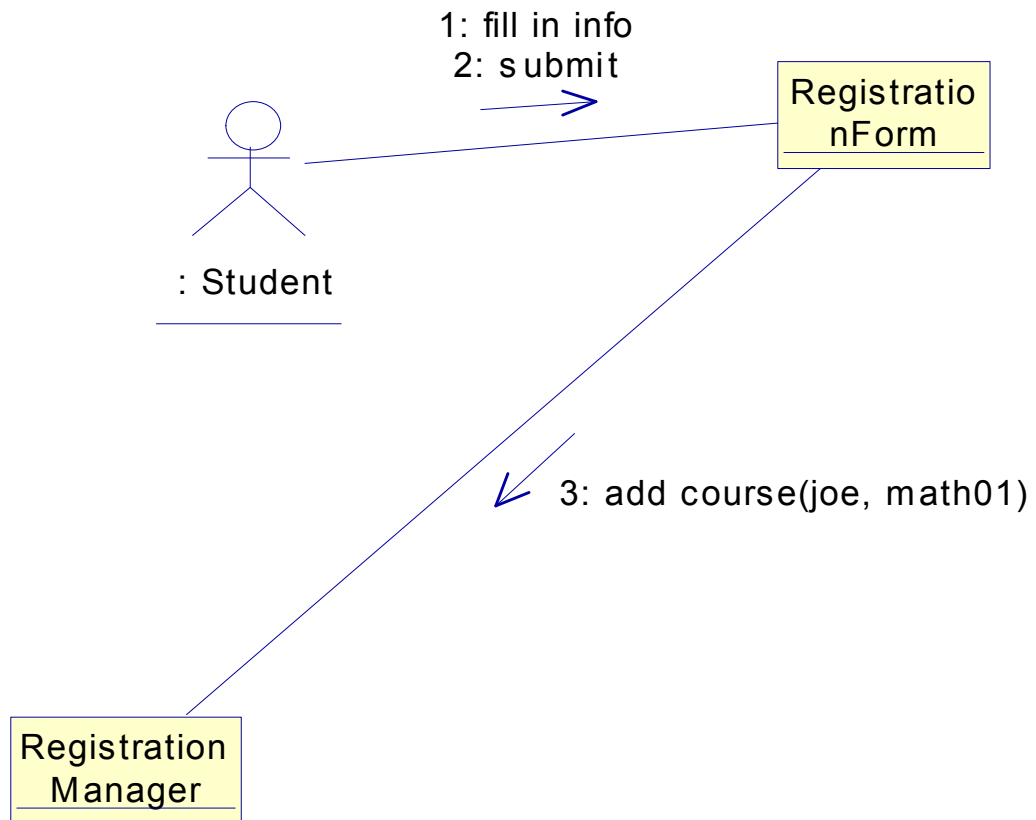 1: fill in info
2: submit
Registratio
nForm
: Student
3: add course(joe, math01)
Registration
Manager